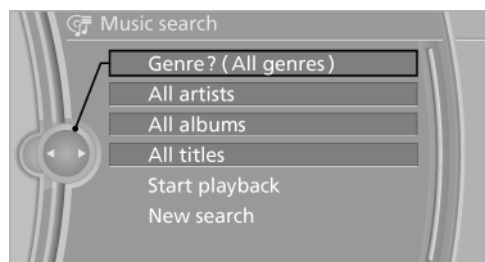 Music search
Genre? (All genres)
All artists
All albums
All titles
Start playback
New search